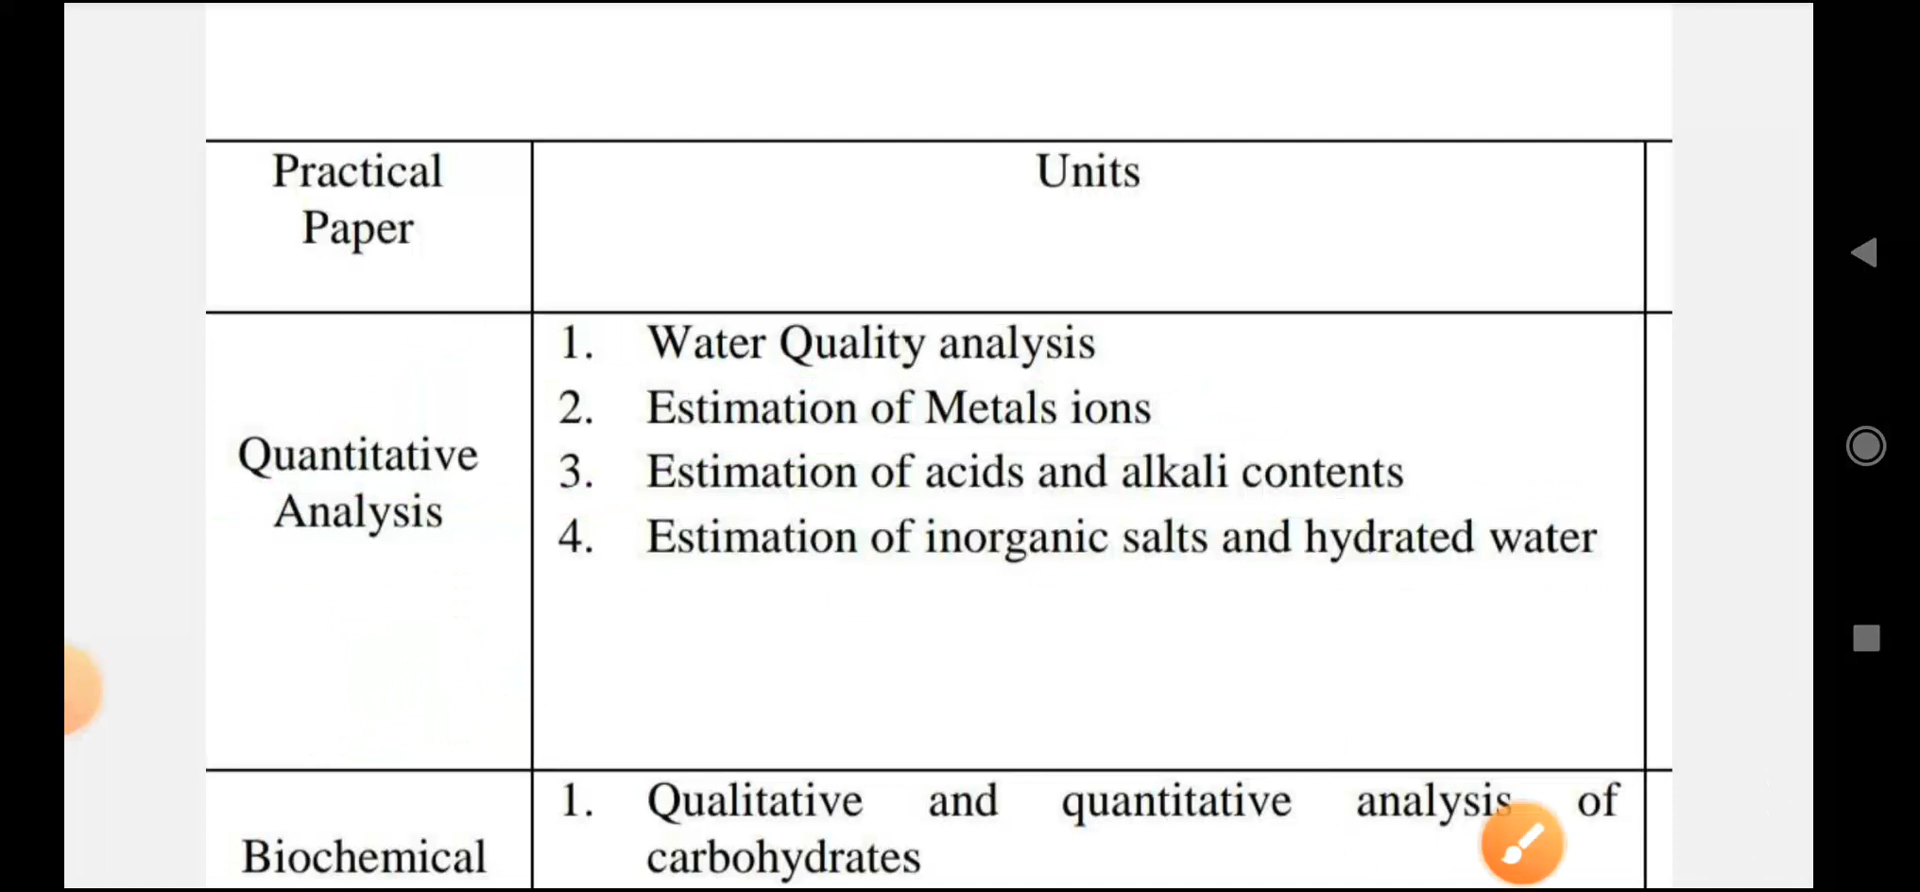 Practical
Paper
Units
Quantitative
Analysis
1. Water Quality analysis
2. Estimation of Metals ions
3. Estimation of acids and alkali contents
4. Estimation of inorganic salts and hydrated water
Biochemical
1. Qualitative and quantitative analysis of
carbohydrates